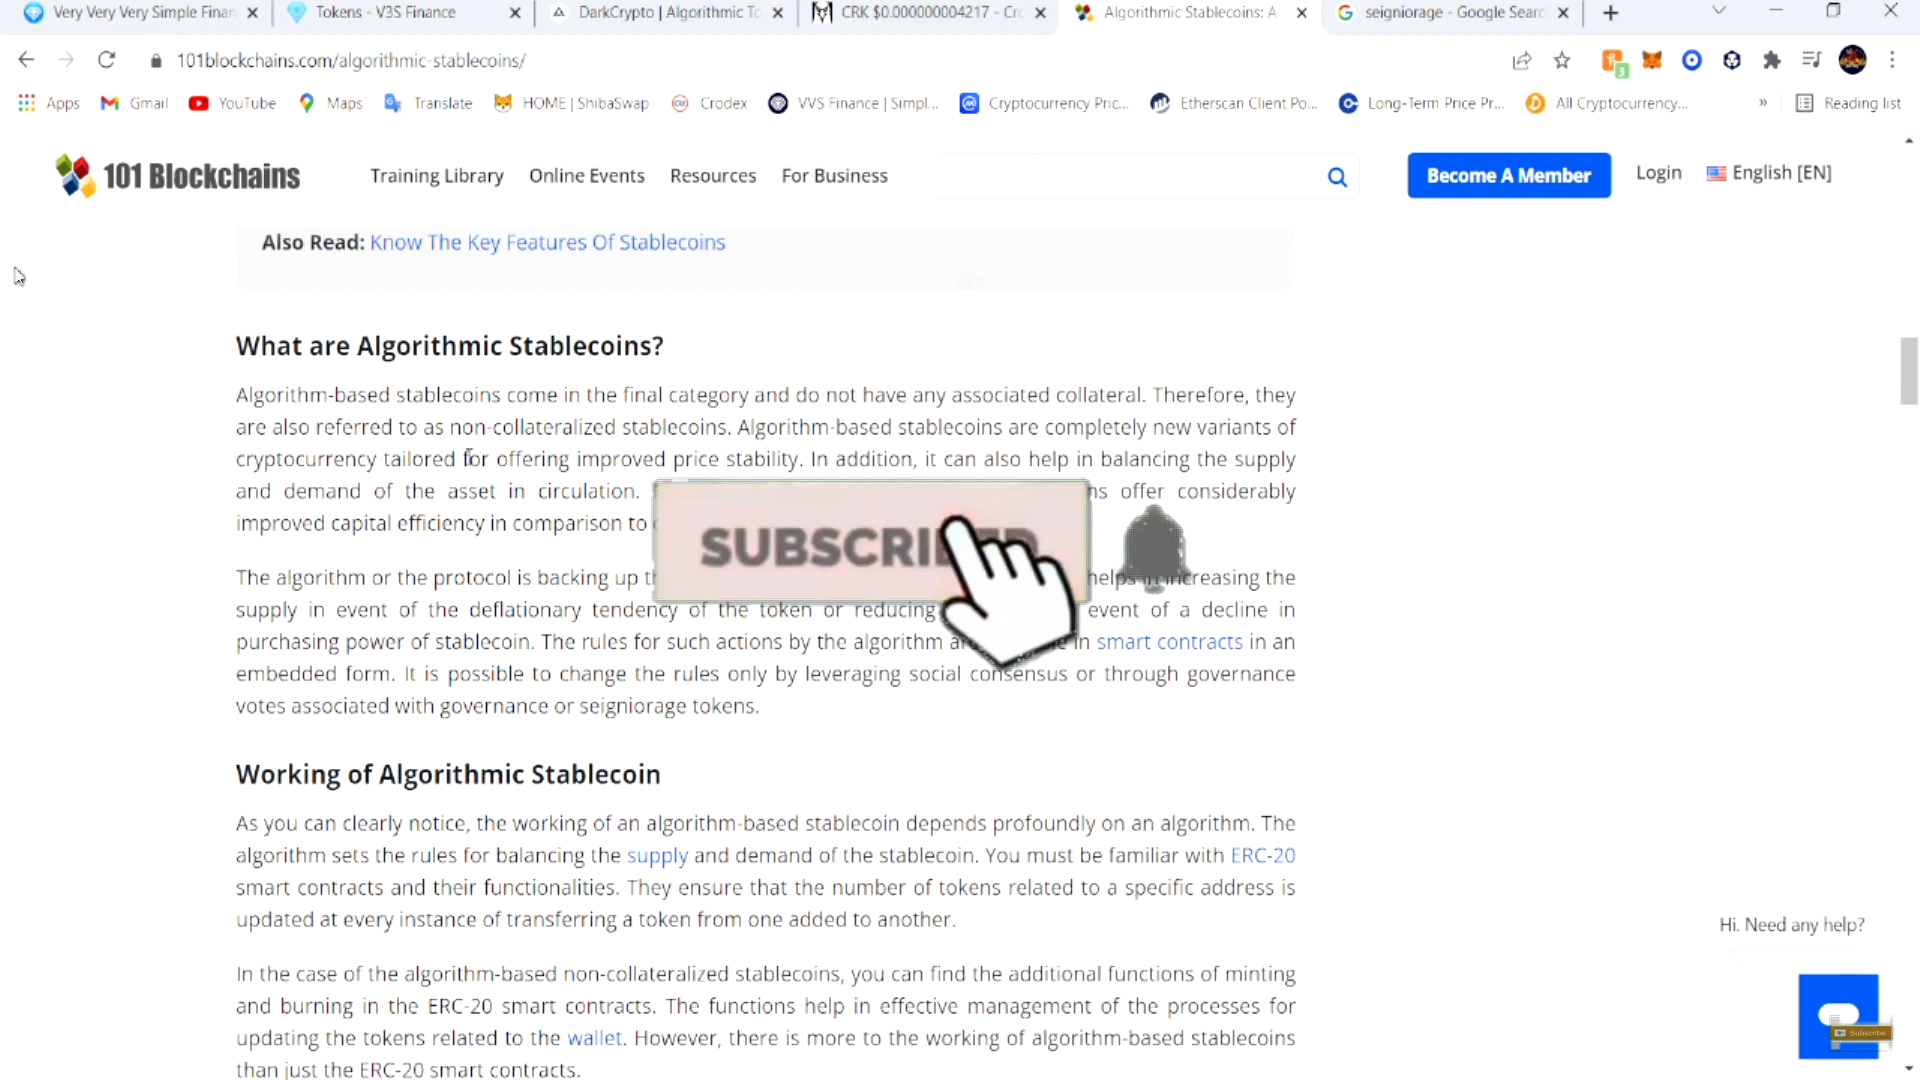 Very Very Very Simple Finan
Tokens - V3S Finance
DarkCrypto | Algorithmic To
CRK $0.000000004217 - Cro
Algorithmic Stablecoins: A
seigniorage - Google Search
101blockchains.com/algorithmic-stablecoins/
3
Apps
Gmail
YouTube
Maps
Translate
HOME | ShibaSwap
Crodex
VVS Finance | Simpl...
Cryptocurrency Pric...
Etherscan Client Po...
Long-Term Price Pr...
All Cryptocurrency...
»
Reading list
101 Blockchains
Training Library
Online Events
Resources
For Business
Become A Member
Login
English [EN]
Also Read: Know The Key Features Of Stablecoins
What are Algorithmic Stablecoins?
Algorithm-based stablecoins come in the final category and do not have any associated collateral. Therefore, they
are also referred to as non-collateralized stablecoins. Algorithm-based stablecoins are completely new variants of
cryptocurrency tailored for offering improved price stability. In addition, it can also help in balancing the supply
and demand of the asset in circulation. offer considerably
improved capital efficiency in comparison to
SUBSCRIBED
The algorithm or the protocol is backing up helps in increasing the
supply in event of the deflationary tendency of the token or reducing event of a decline in
purchasing power of stablecoin. The rules for such actions by the algorithm in smart contracts in an
embedded form. It is possible to change the rules only by leveraging social consensus or through governance
votes associated with governance or seigniorage tokens.
Working of Algorithmic Stablecoin
As you can clearly notice, the working of an algorithm-based stablecoin depends profoundly on an algorithm. The
algorithm sets the rules for balancing the supply and demand of the stablecoin. You must be familiar with ERC-20
smart contracts and their functionalities. They ensure that the number of tokens related to a specific address is
updated at every instance of transferring a token from one added to another.
Hi. Need any help?
In the case of the algorithm-based non-collateralized stablecoins, you can find the additional functions of minting
and burning in the ERC-20 smart contracts. The functions help in effective management of the processes for
updating the tokens related to the wallet. However, there is more to the working of algorithm-based stablecoins
than just the ERC-20 smart contracts.
Subscribe